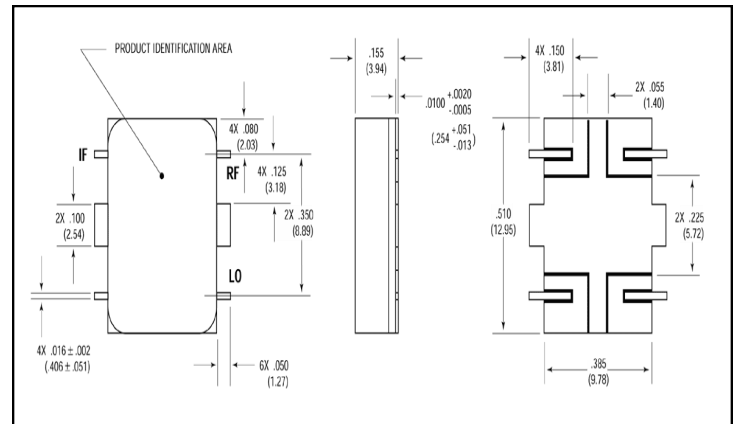 PRODUCT IDENTIFICATION AREA
.155
(3.94)
4X .150
(3.81)
2X .055
(1.40)
.0100 +.0020 -.0005
(.254 +.051 -.013)
4X .080
(2.03)
IF
RF
4X .125
(3.18)
2X .100
(2.54)
2X .350
(8.89)
.510
(12.95)
2X .225
(5.72)
LO
4X .016 ± .002
(.406 ± .051)
6X .050
(1.27)
.385
(9.78)